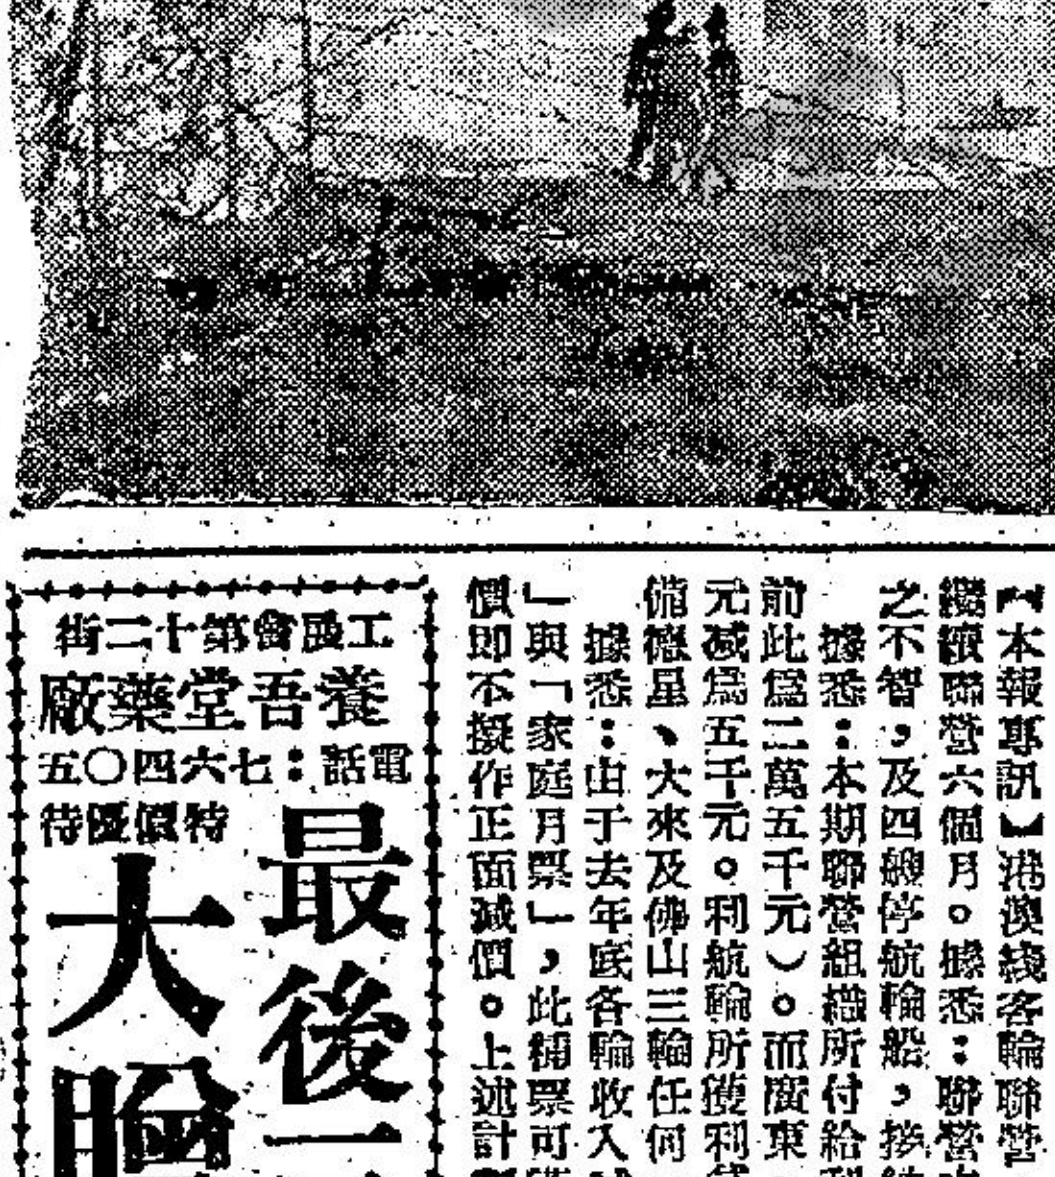 【本報專訊】港澳綫客輪聯營
繼續聯營六個月。據悉：聯營
之不智，及四艘停航輪船，接
據悉：本期聯營組織所付給
前此爲二萬五千元）。而廣東
元减爲五千元。利航輪所獲利
備德星、大來及佛山三輪任何
據悉：由于去年底各輪收入
」與「家庭月票」，此種票可
價即不擬作正面减價。上述計
工展會第十二街
養吾堂藥廠
電話：七六四〇五
特價優待
最後一
大贈